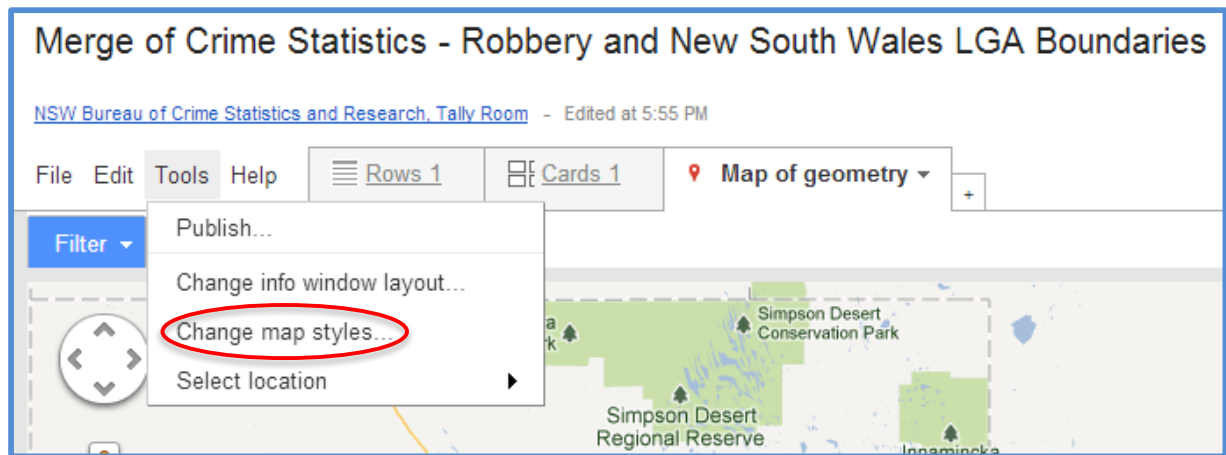 Merge of Crime Statistics - Robbery and New South Wales LGA Boundaries
NSW Bureau of Crime Statistics and Research, Tally Room - Edited at 5:55 PM
File Edit Tools Help Rows 1 Cards 1 Map of geometry +
Filter
Publish...
Change info window layout...
Change map styles...
Select location
Simpson Desert
Conservation Park
Simpson Desert
Regional Reserve
Innamincka